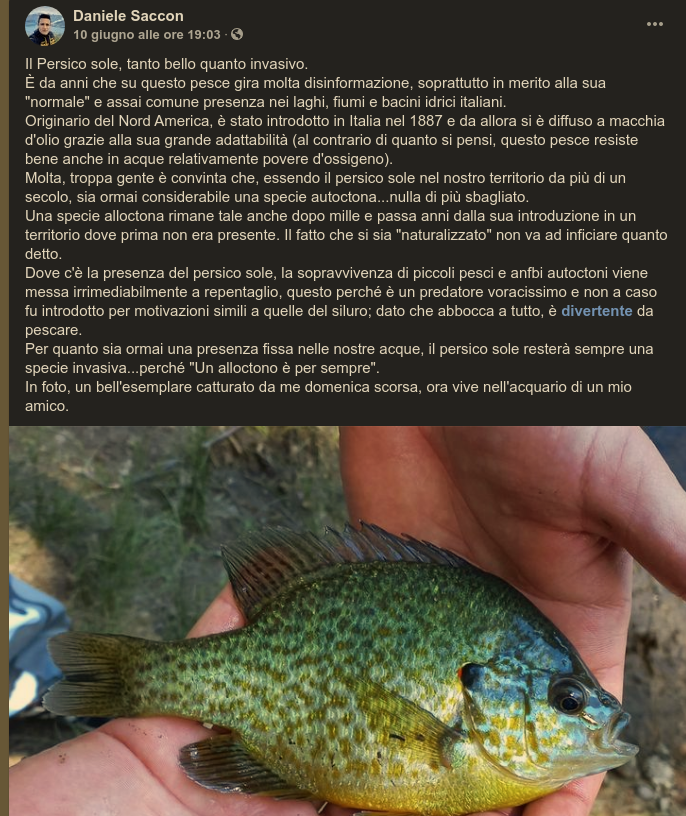 Daniele Saccon
10 giugno alle ore 19:03 ·
Il Persico sole, tanto bello quanto invasivo.
È da anni che su questo pesce gira molta disinformazione, soprattutto in merito alla sua
"normale" e assai comune presenza nei laghi, fiumi e bacini idrici italiani.
Originario del Nord America, è stato introdotto in Italia nel 1887 e da allora si è diffuso a macchia
d'olio grazie alla sua grande adattabilità (al contrario di quanto si pensi, questo pesce resiste
bene anche in acque relativamente povere d'ossigeno).
Molta, troppa gente è convinta che, essendo il persico sole nel nostro territorio da più di un
secolo, sia ormai considerabile una specie autoctona...nulla di più sbagliato.
Una specie alloctona rimane tale anche dopo mille e passa anni dalla sua introduzione in un
territorio dove prima non era presente. Il fatto che si sia "naturalizzato" non va ad inficiare quanto
detto.
Dove c'è la presenza del persico sole, la sopravvivenza di piccoli pesci e anfbi autoctoni viene
messa irrimediabilmente a repentaglio, questo perché è un predatore voracissimo e non a caso
fu introdotto per motivazioni simili a quelle del siluro; dato che abbocca a tutto, è divertente da
pescare.
Per quanto sia ormai una presenza fissa nelle nostre acque, il persico sole resterà sempre una
specie invasiva...perché "Un alloctono è per sempre".
In foto, un bell'esemplare catturato da me domenica scorsa, ora vive nell'acquario di un mio
amico.